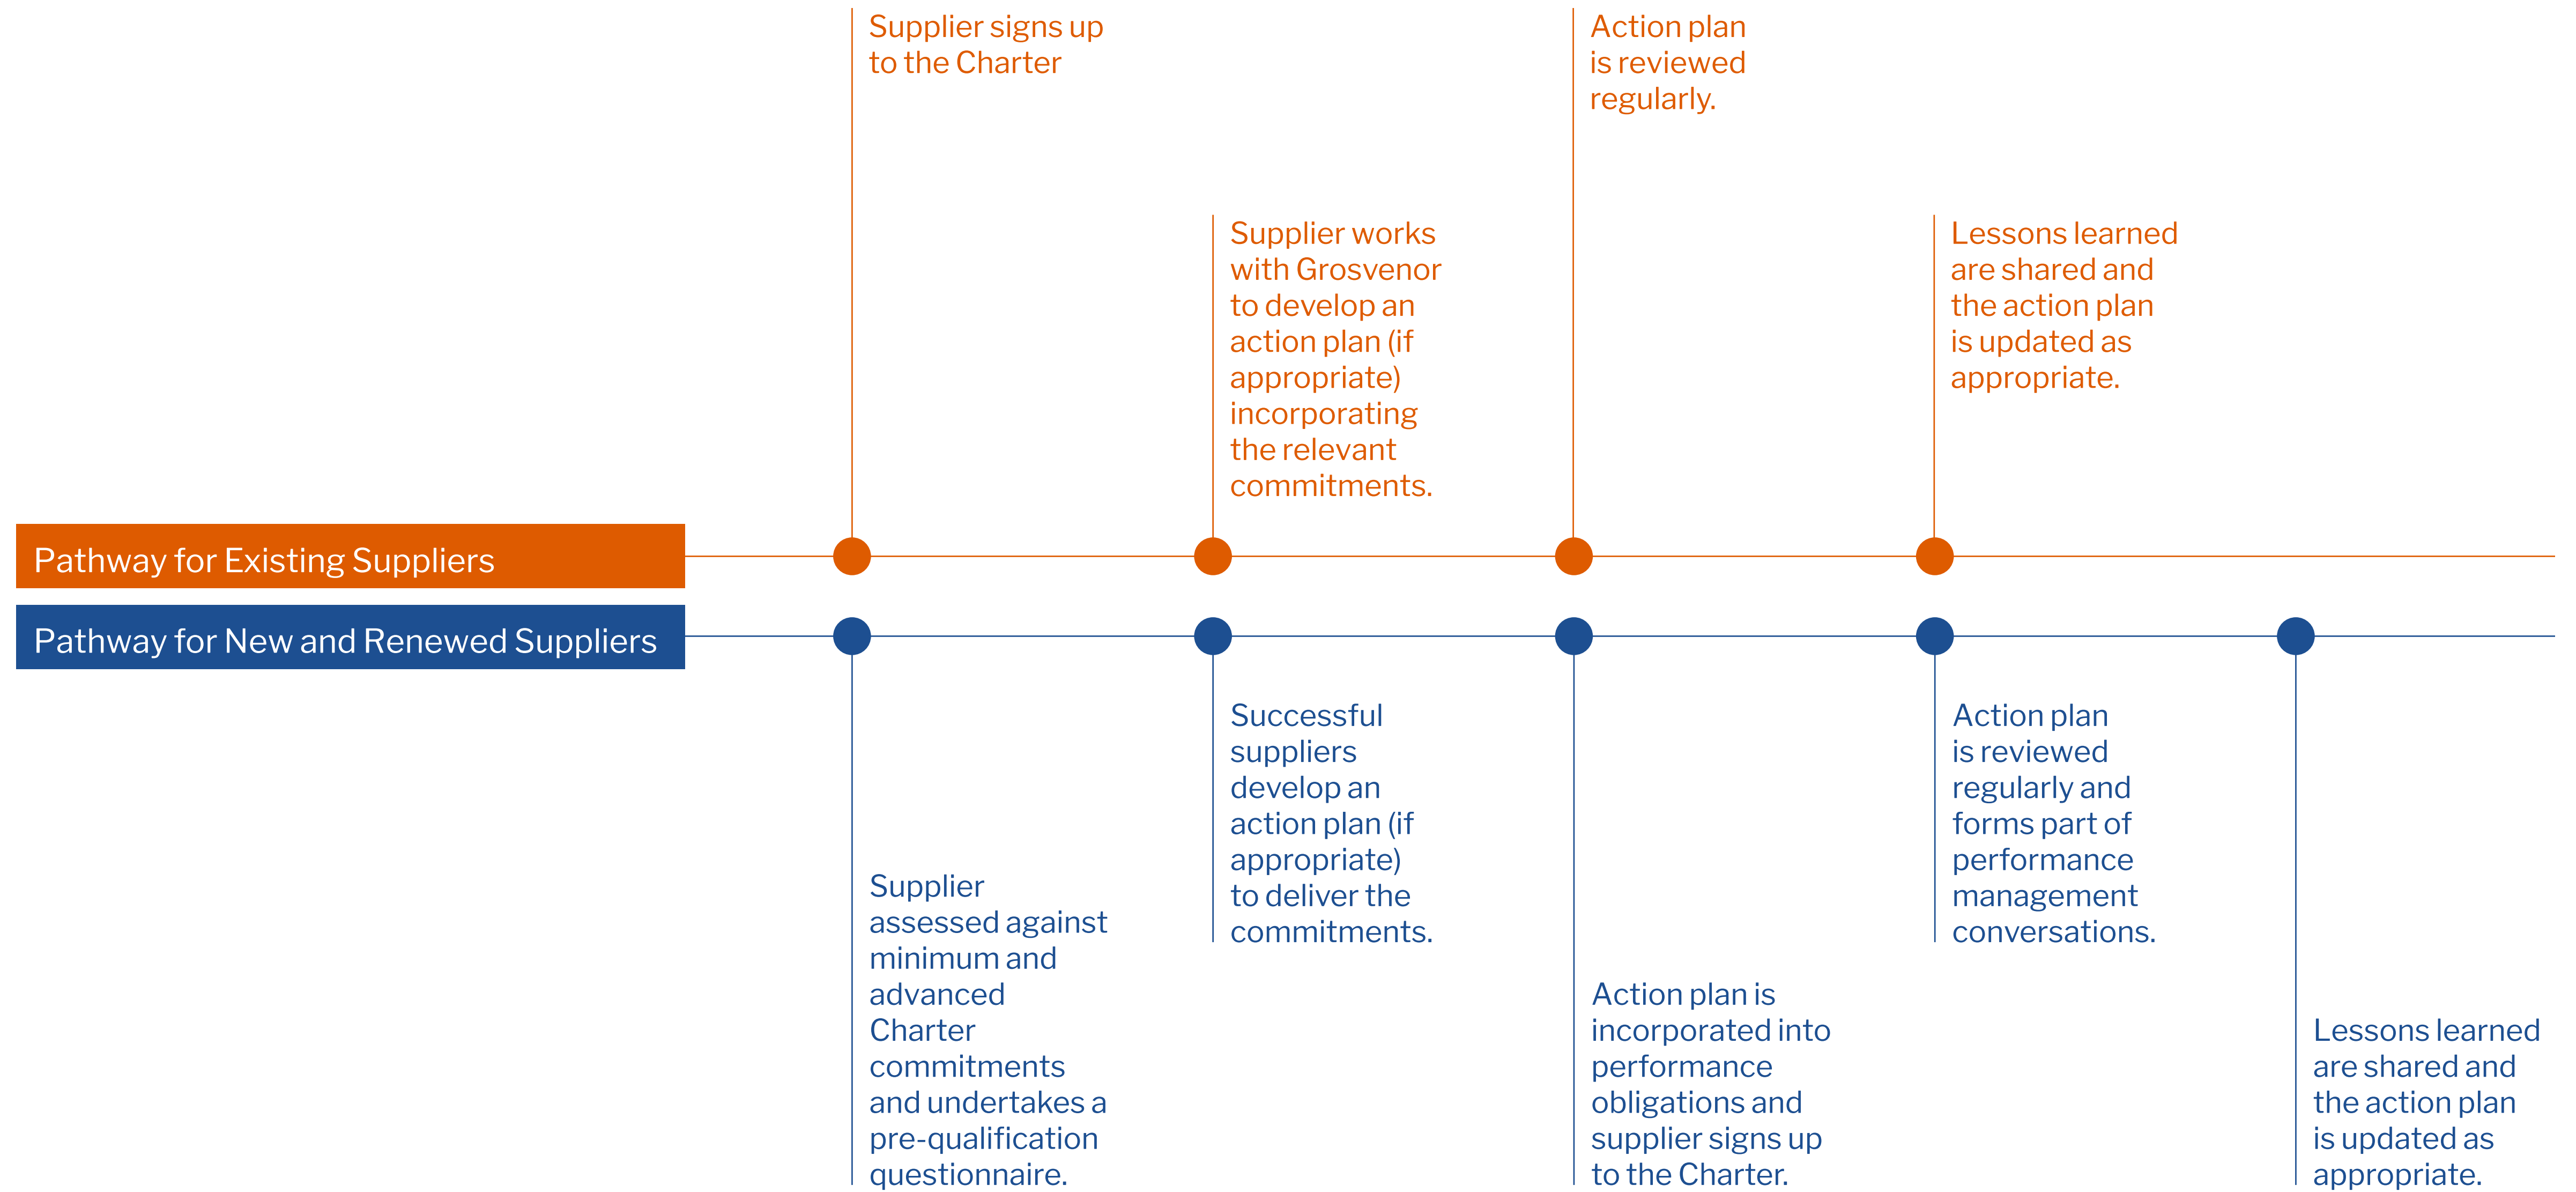 Supplier signs up
to the Charter
Action plan
is reviewed
regularly.
Supplier works
with Grosvenor
to develop an
action plan (if
appropriate)
incorporating
the relevant
commitments.
Lessons learned
are shared and
the action plan
is updated as
appropriate.
Pathway for Existing Suppliers
Pathway for New and Renewed Suppliers
Supplier
assessed against
minimum and
advanced
Charter
commitments
and undertakes a
pre-qualification
questionnaire.
Successful
suppliers
develop an
action plan (if
appropriate)
to deliver the
commitments.
Action plan is
incorporated into
performance
obligations and
supplier signs up
to the Charter.
Action plan
is reviewed
regularly and
forms part of
performance
management
conversations.
Lessons learned
are shared and
the action plan
is updated as
appropriate.